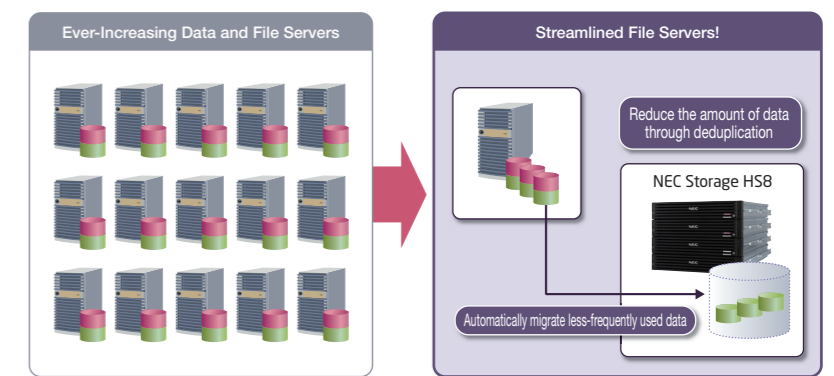 Ever-Increasing Data and File Servers
Streamlined File Servers!
Reduce the amount of data
through deduplication
NEC Storage HS8
Automatically migrate less-frequently used data